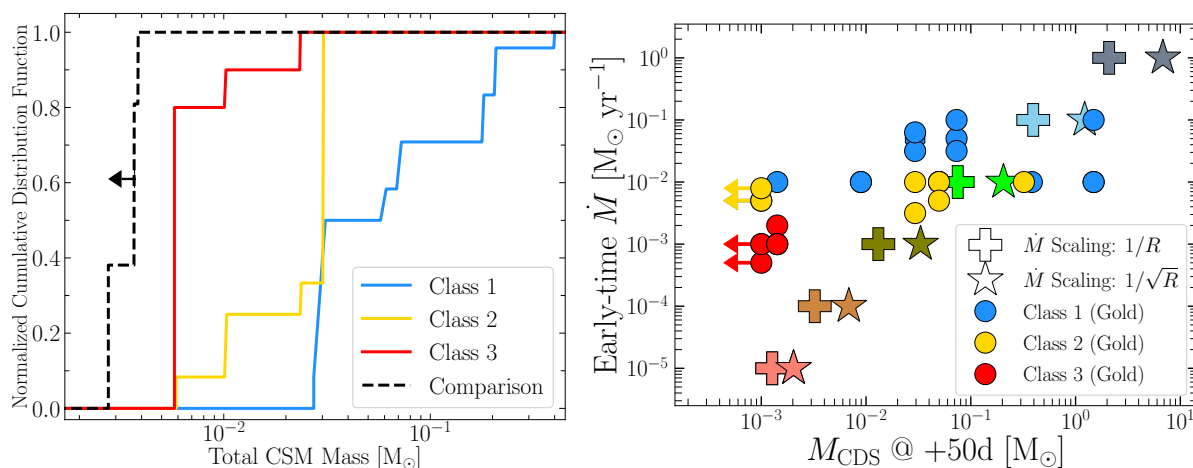 Normalized Cumulative Distribution Function
1.0
0.8
0.6
0.4
0.2
0.0
Class 1
Class 2
Class 3
Comparison
10⁻²
10⁻¹
Total CSM Mass [M⊙]
Early-time Ṁ [M⊙ yr⁻¹]
10⁰
10⁻¹
10⁻²
10⁻³
10⁻⁴
10⁻⁵
Ṁ Scaling: 1/R
Ṁ Scaling: 1/√R
Class 1 (Gold)
Class 2 (Gold)
Class 3 (Gold)
10⁻³
10⁻²
10⁻¹
10⁰
10¹
M_CDS @ +50d [M⊙]